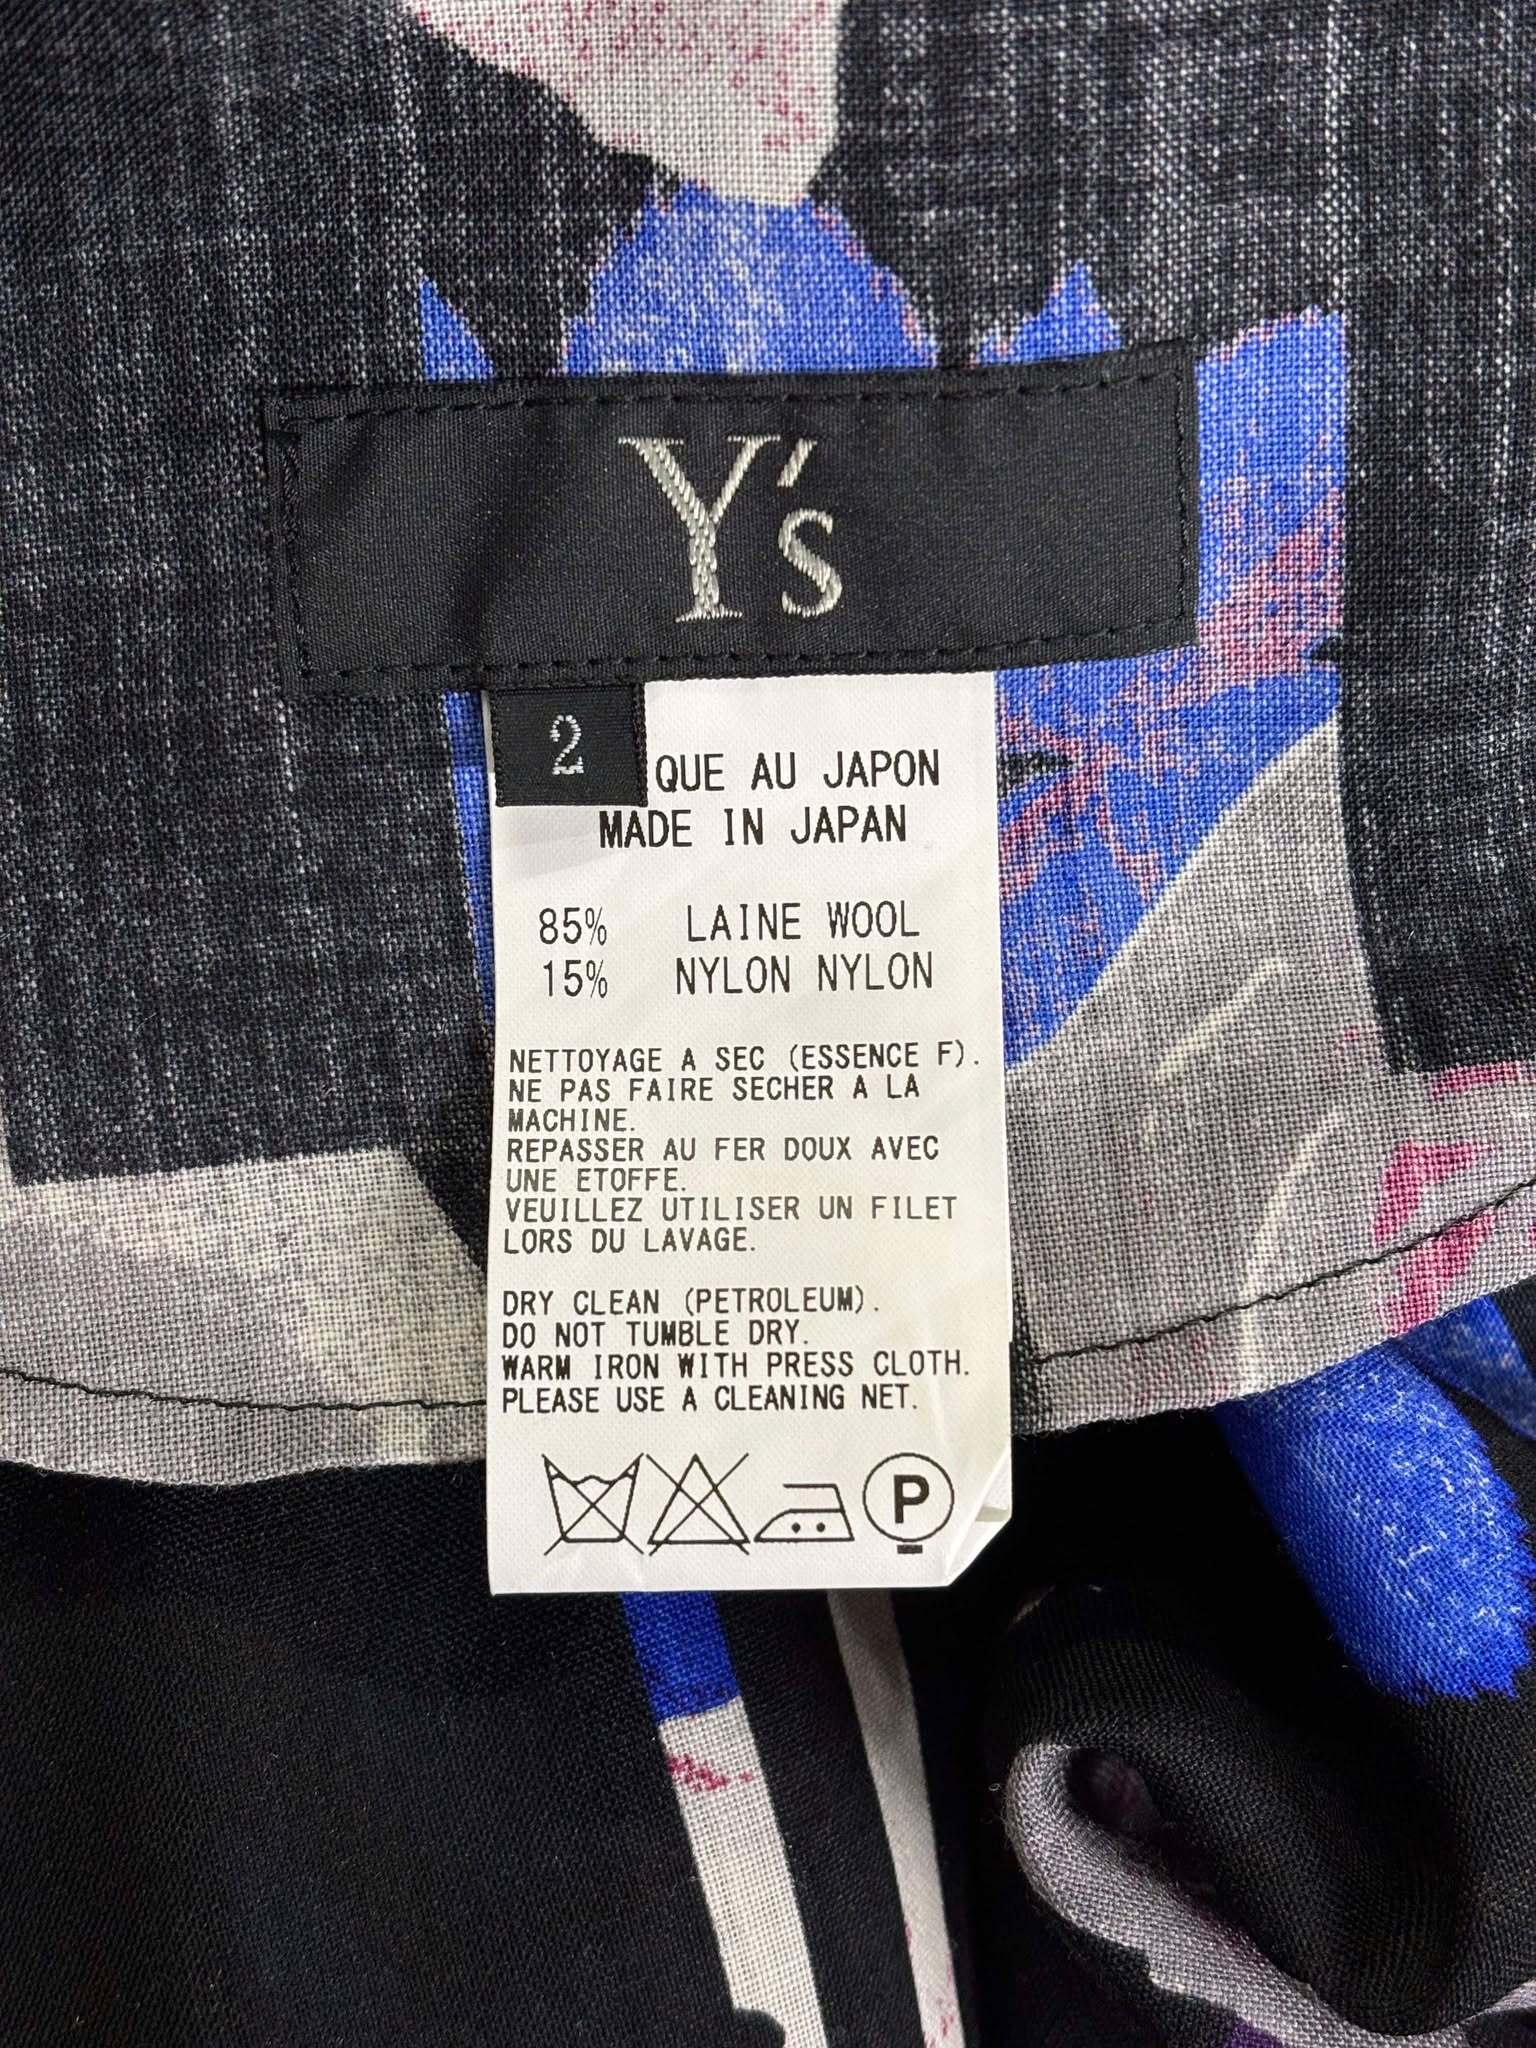 Y's
2
QUE AU JAPON
MADE IN JAPAN
85% LAINE WOOL
15% NYLON NYLON
NETTOYAGE A SEC (ESSENCE F).
NE PAS FAIRE SECHER A LA
MACHINE.
REPASSER AU FER DOUX AVEC
UNE ETOFFE.
VEUILLEZ UTILISER UN FILET
LORS DU LAVAGE.
DRY CLEAN (PETROLEUM).
DO NOT TUMBLE DRY.
WARM IRON WITH PRESS CLOTH.
PLEASE USE A CLEANING NET.
P